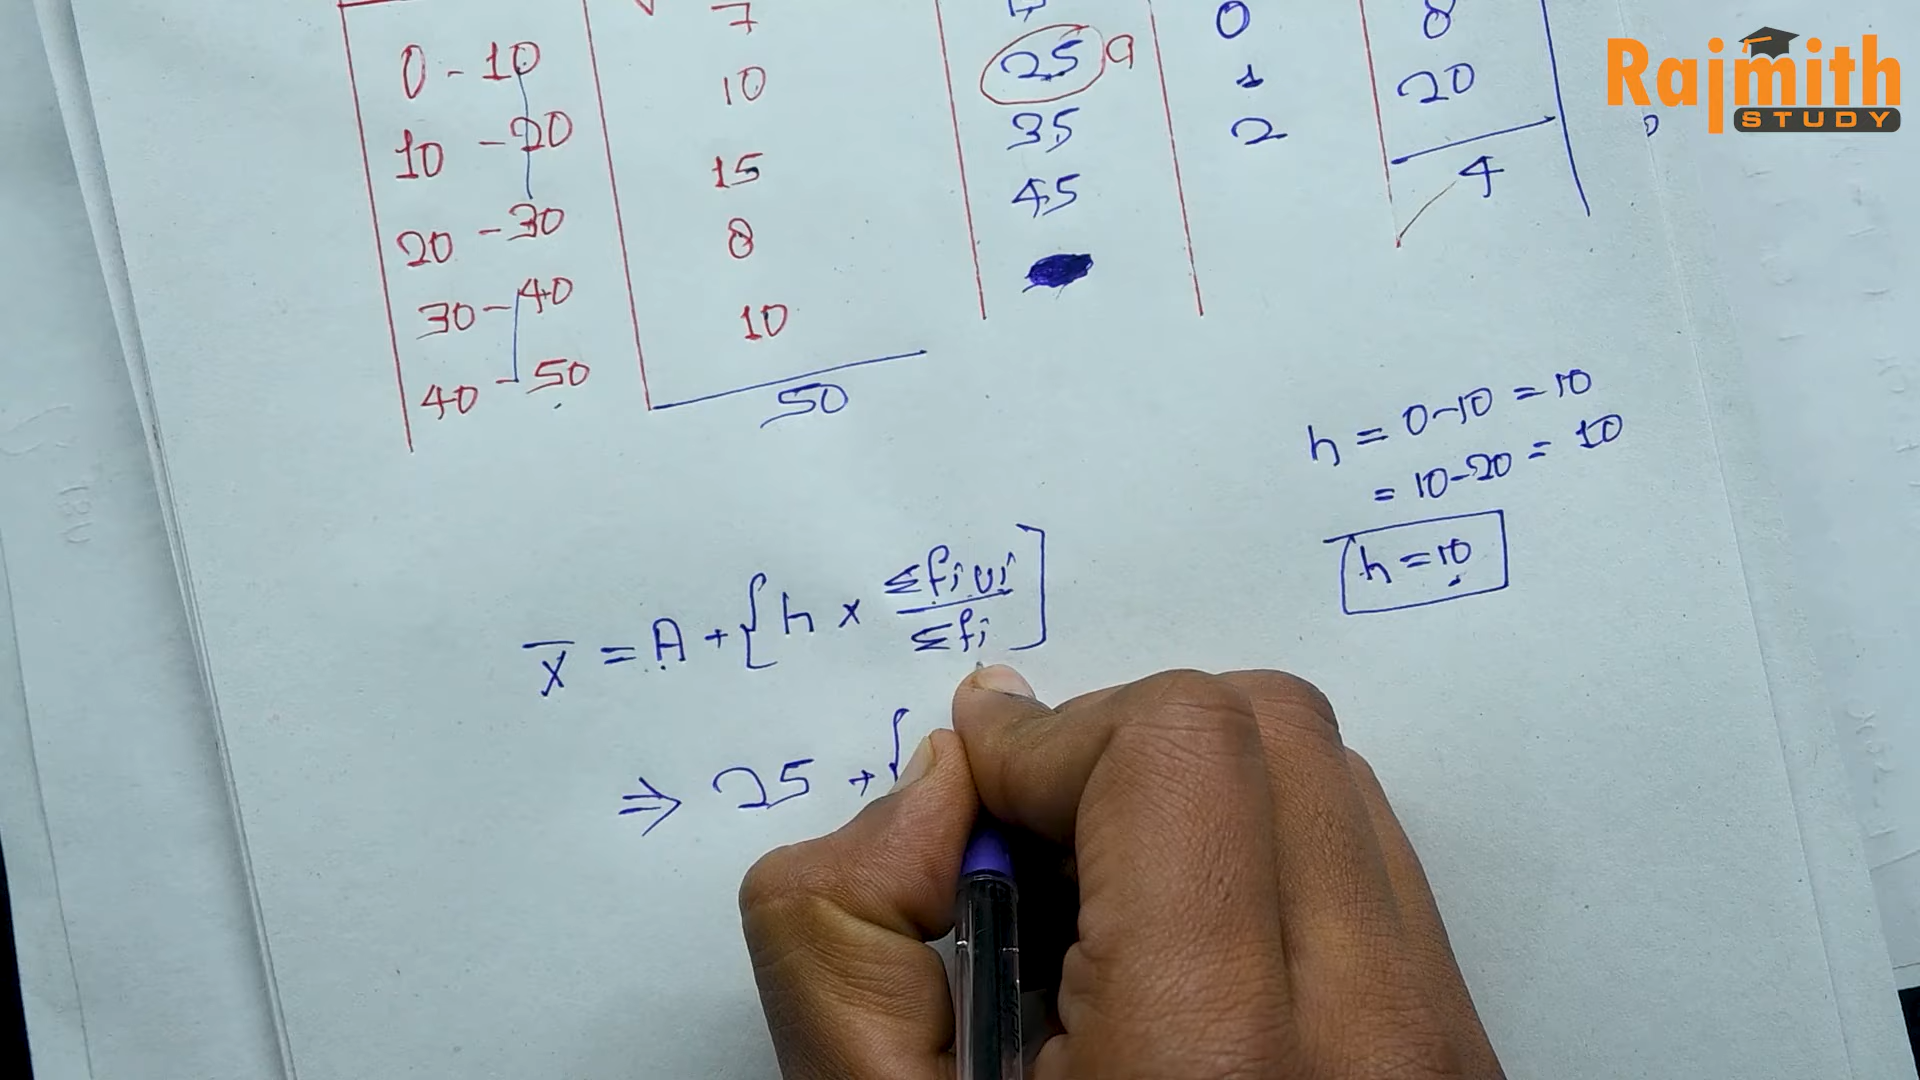 Rajmith
STUDY
7 0 8
0-10 10 25 a 1 20
10-20 15 35 2 4
20-30 8 45
30-40 10
40-50 50
h = 0-10 = 10
= 10-20 = 10
h = 10
x̄ = A + { h × Σfiui / Σfi ]
⇒ 25 + {